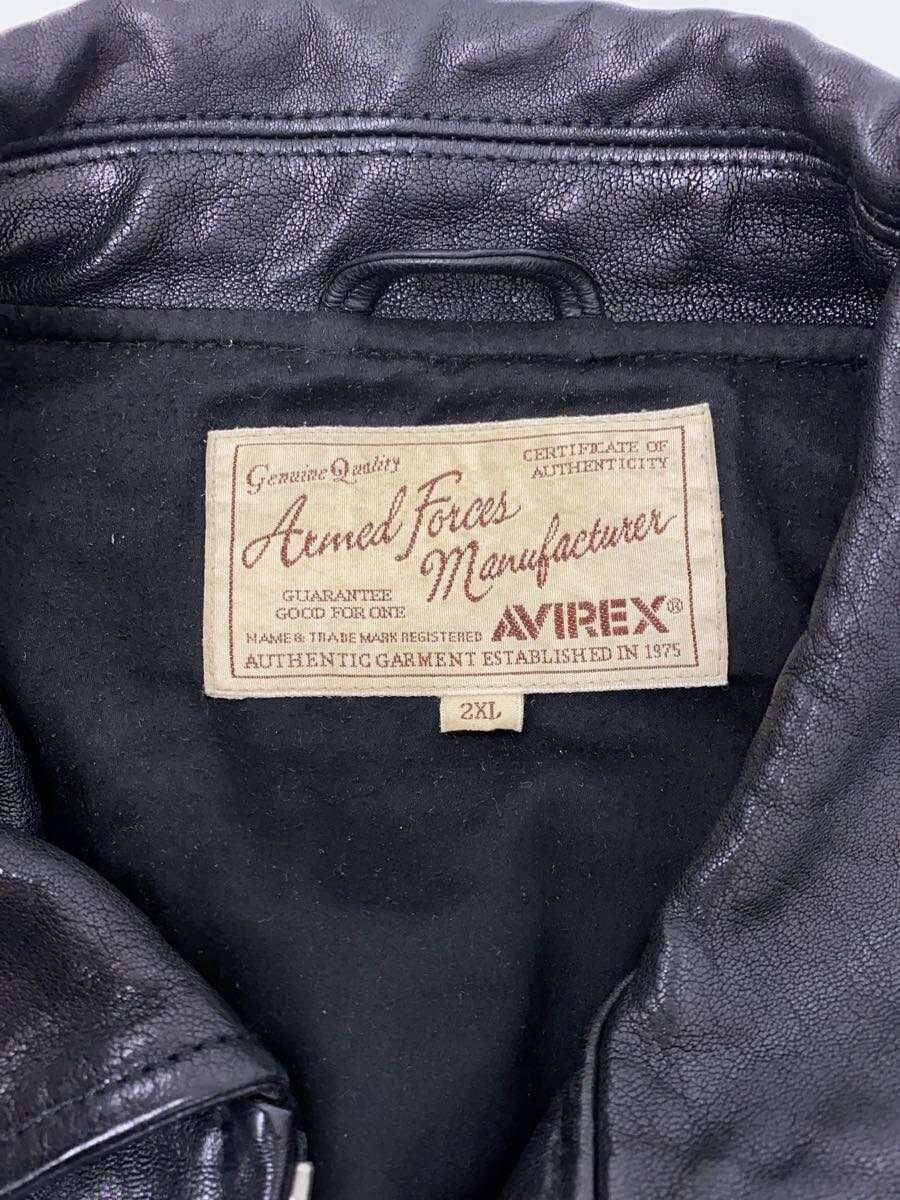 Genuine Quality
CERTIFICATE OF
AUTHENTICITY
Armed Forces
Manufacturer
GUARANTEE
GOOD FOR ONE
NAME & TRADE MARK REGISTERED
AVIREX®
AUTHENTIC GARMENT ESTABLISHED IN 1975
2XL